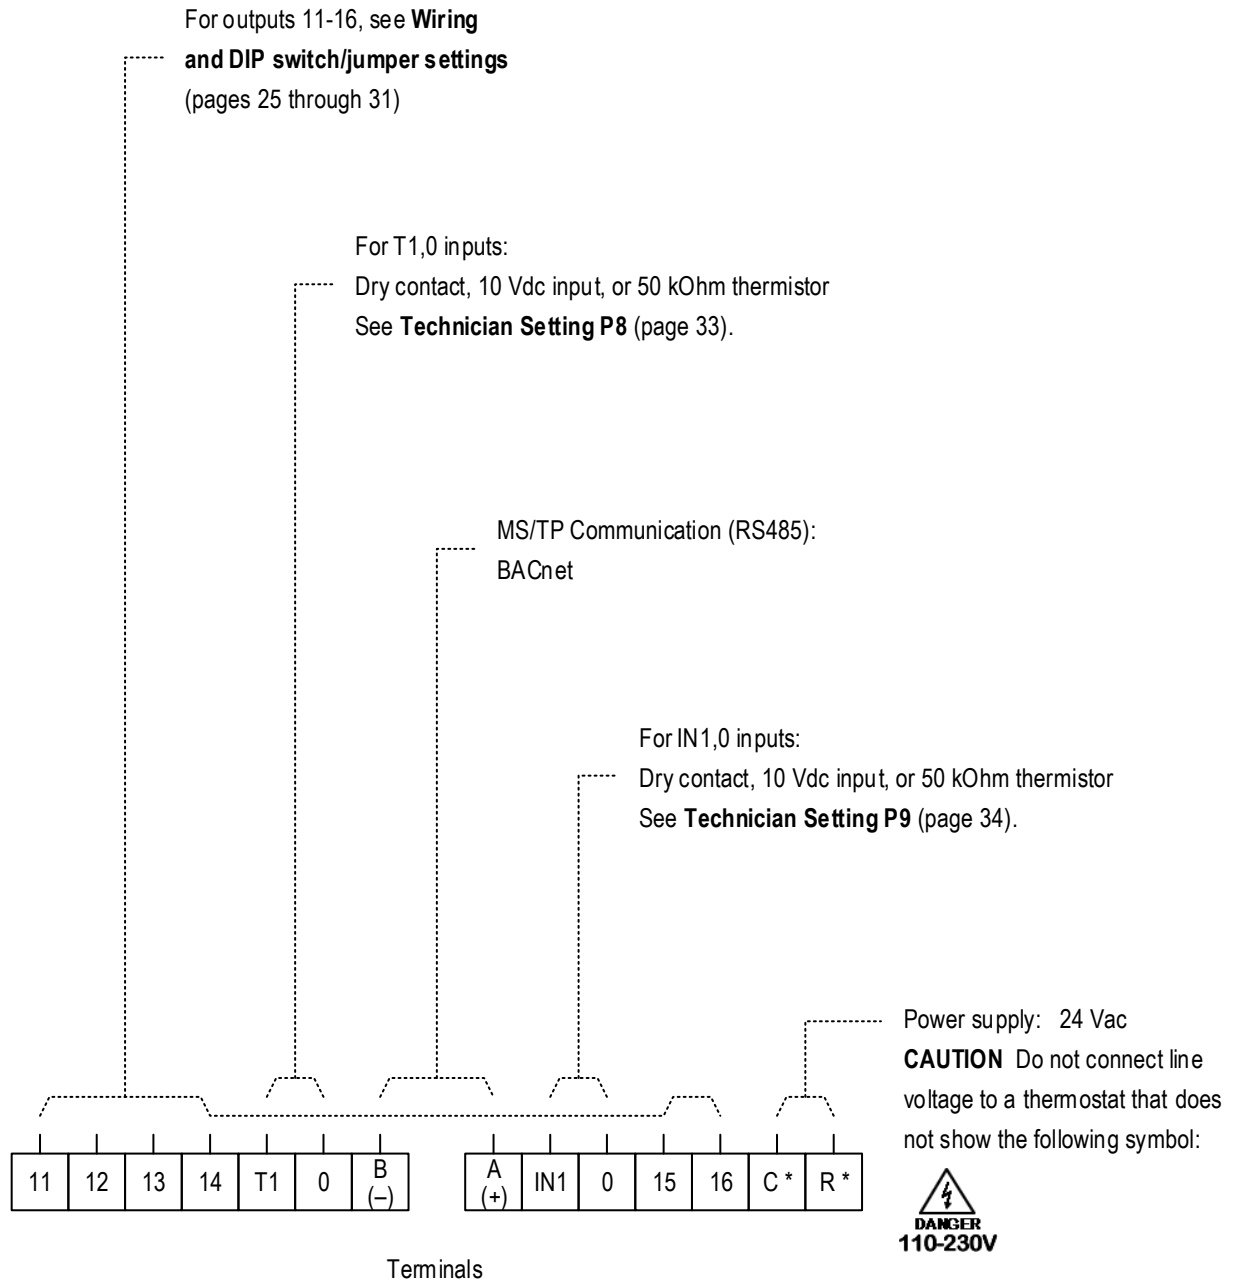 For outputs 11-16, see Wiring
and DIP switch/jumper settings
(pages 25 through 31)
For T1,0 inputs:
Dry contact, 10 Vdc input, or 50 kOhm thermistor
See Technician Setting P8 (page 33).
MS/TP Communication (RS485):
BACnet
For IN1,0 inputs:
Dry contact, 10 Vdc input, or 50 kOhm thermistor
See Technician Setting P9 (page 34).
Power supply: 24 Vac
CAUTION Do not connect line
voltage to a thermostat that does
not show the following symbol:
DANGER
110-230V
11 12 13 14 T1 0 B (–) A (+) IN1 0 15 16 C * R *
Terminals